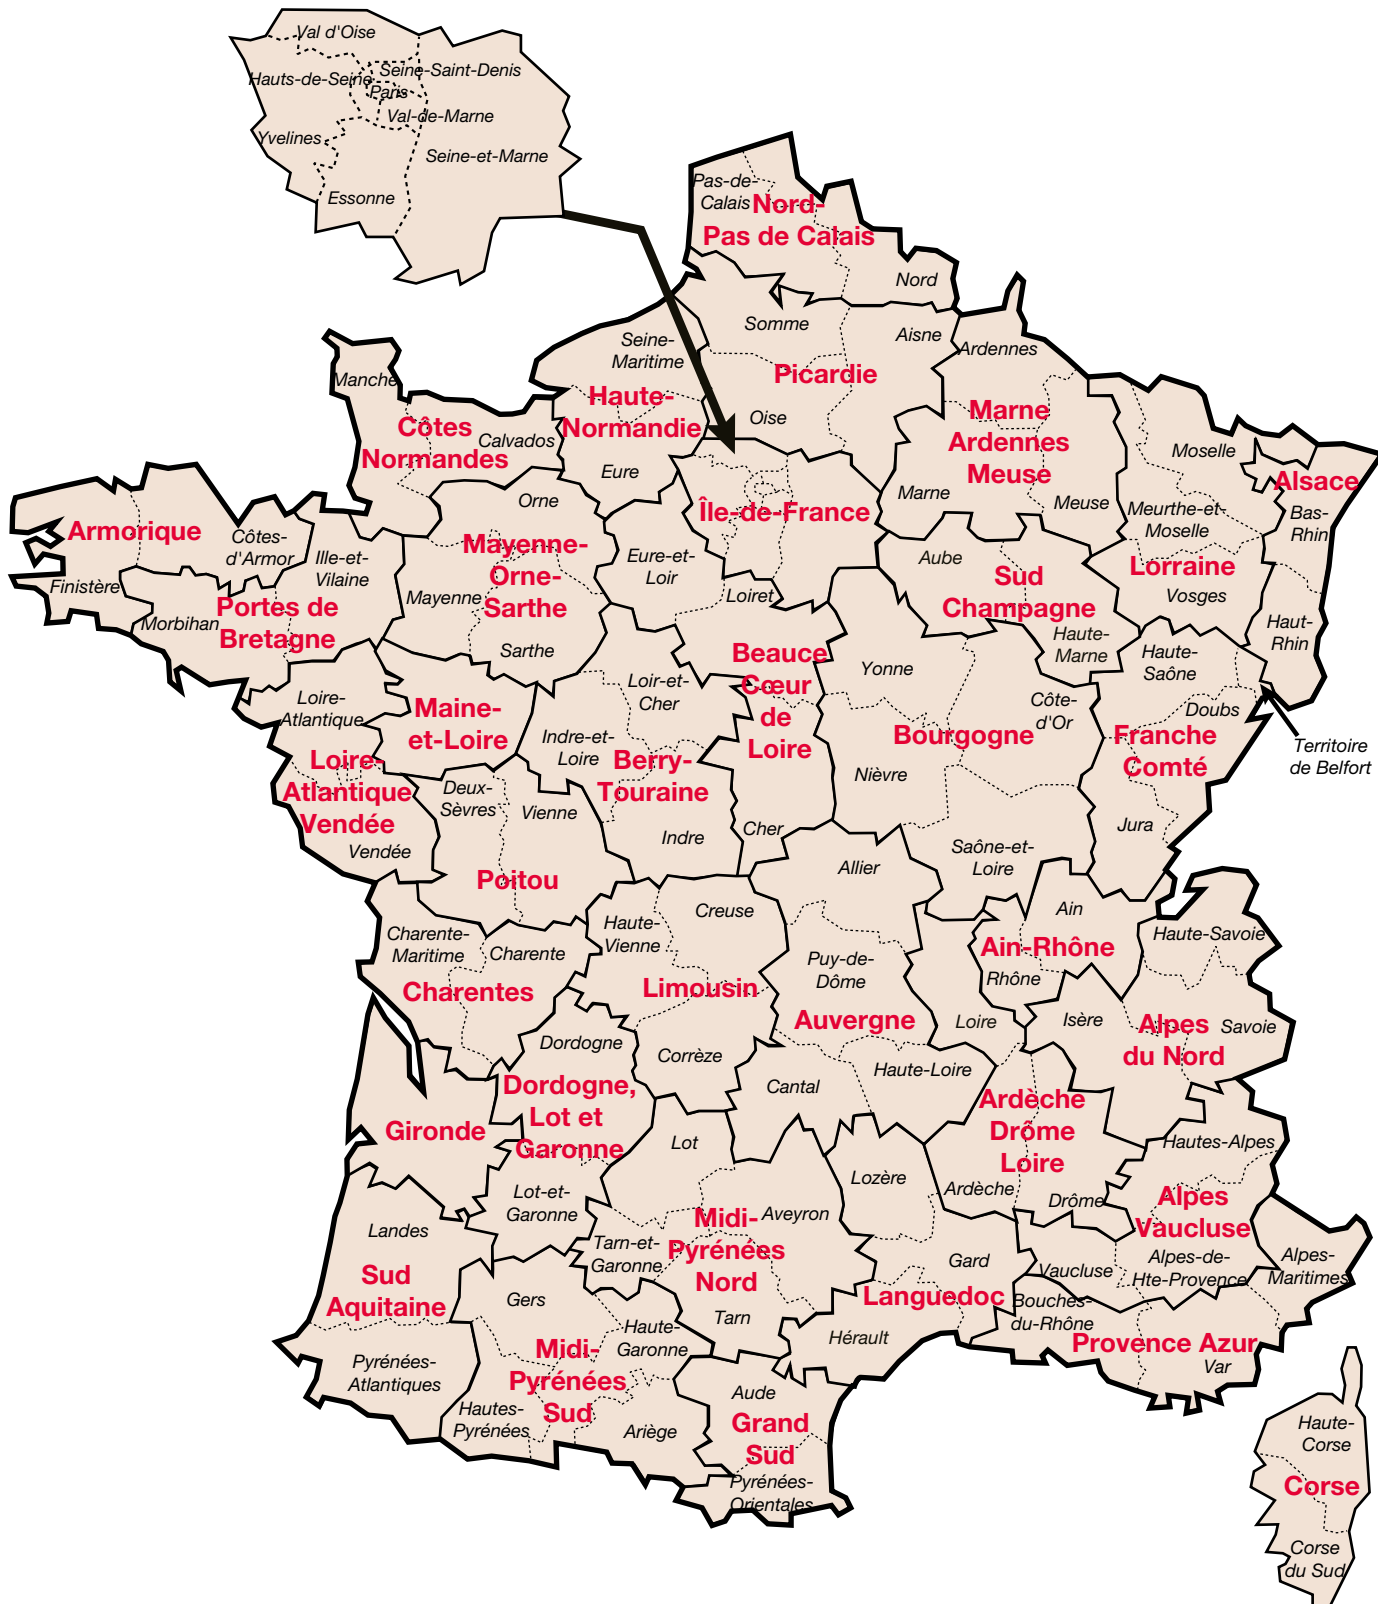 Val d'Oise
Hauts-de-Seine
Seine-Saint-Denis
Paris
Val-de-Marne
Yvelines
Seine-et-Marne
Essonne
Pas-de-
Calais
Nord-
Pas de Calais
Nord
Somme
Aisne
Picardie
Oise
Seine-
Maritime
Haute-
Normandie
Eure
Manche
Côtes
Normandes
Calvados
Ardennes
Marne
Ardennes
Meuse
Marne
Meuse
Moselle
Meurthe-et-
Moselle
Lorraine
Vosges
Alsace
Bas-
Rhin
Haut-
Rhin
Île-de-France
Armorique
Côtes-
d'Armor
Finistère
Ille-et-
Vilaine
Portes de
Bretagne
Morbihan
Orne
Mayenne-
Orne-
Sarthe
Mayenne
Sarthe
Eure-et-
Loir
Loiret
Beauce
Cœur
de
Loire
Cher
Aube
Sud
Champagne
Haute-
Marne
Yonne
Côte-
d'Or
Bourgogne
Nièvre
Saône-et-
Loire
Haute-
Saône
Doubs
Franche
Comté
Jura
Territoire
de Belfort
Loire-
Atlantique
Loire-
Atlantique
Vendée
Vendée
Maine-
et-Loire
Loir-et-
Cher
Indre-et-
Loire
Berry-
Touraine
Indre
Deux-
Sèvres
Vienne
Poitou
Charente-
Maritime
Charente
Charentes
Haute-
Vienne
Creuse
Limousin
Corrèze
Allier
Puy-de-
Dôme
Auvergne
Cantal
Haute-Loire
Ain
Ain-Rhône
Rhône
Loire
Haute-Savoie
Isère
Alpes
du Nord
Savoie
Ardèche
Drôme
Loire
Ardèche
Drôme
Hautes-Alpes
Alpes
Vaucluse
Vaucluse
Alpes-de-
Hte-Provence
Alpes-
Maritimes
Bouches-
du-Rhône
Provence Azur
Var
Dordogne
Dordogne,
Lot et
Garonne
Lot-et-
Garonne
Gironde
Landes
Sud
Aquitaine
Pyrénées-
Atlantiques
Lot
Aveyron
Midi-
Pyrénées
Nord
Tarn-et-
Garonne
Tarn
Lozère
Gard
Languedoc
Hérault
Gers
Haute-
Garonne
Midi-
Pyrénées
Sud
Hautes-
Pyrénées
Ariège
Aude
Grand
Sud
Pyrénées-
Orientales
Haute-
Corse
Corse
Corse
du Sud